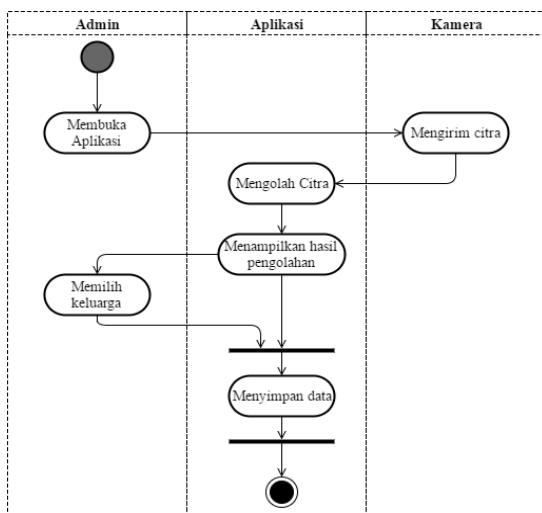 Admin
Aplikasi
Kamera
Membuka
Aplikasi
Mengirim citra
Mengolah Citra
Menampilkan hasil
pengolahan
Memilih
keluarga
Menyimpan data